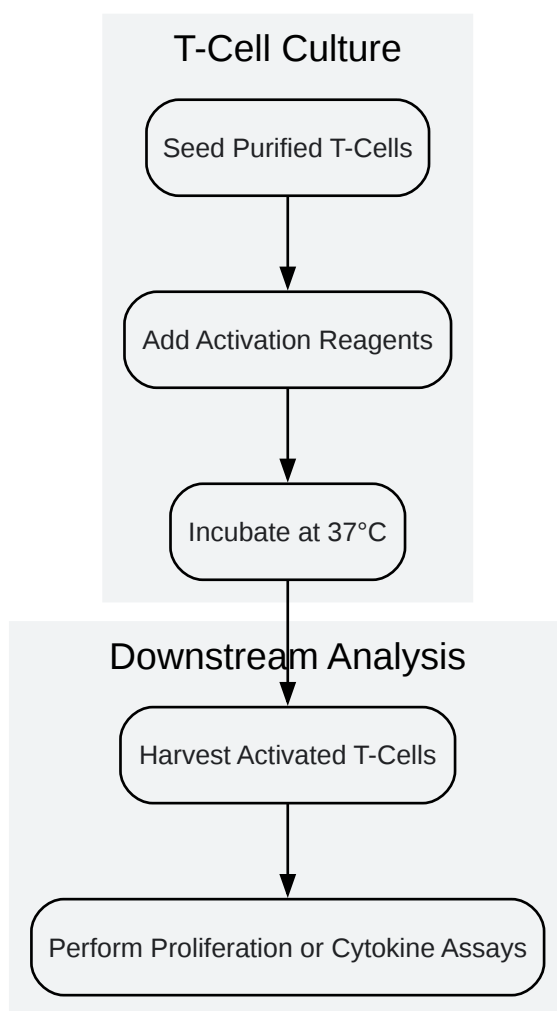 T-Cell Culture
Seed Purified T-Cells
Add Activation Reagents
Incubate at 37°C
Downstream Analysis
Harvest Activated T-Cells
Perform Proliferation or Cytokine Assays